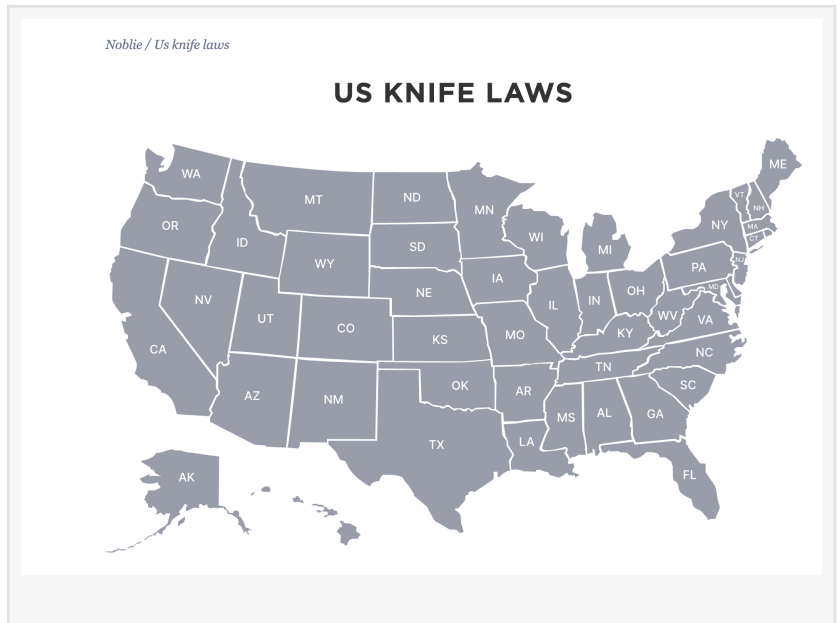 Noblie / Us knife laws
US KNIFE LAWS
ME
WA
VT
MT
ND
NH
MN
OR
NY
MA
WI
CT
ID
SD
MI
NJ
WY
PA
IA
MD
NE
OH
NV
IN
IL
WV
UT
VA
CO
KY
MO
KS
CA
NC
TN
SC
OK
AR
AZ
NM
AL
GA
MS
LA
TX
FL
AK